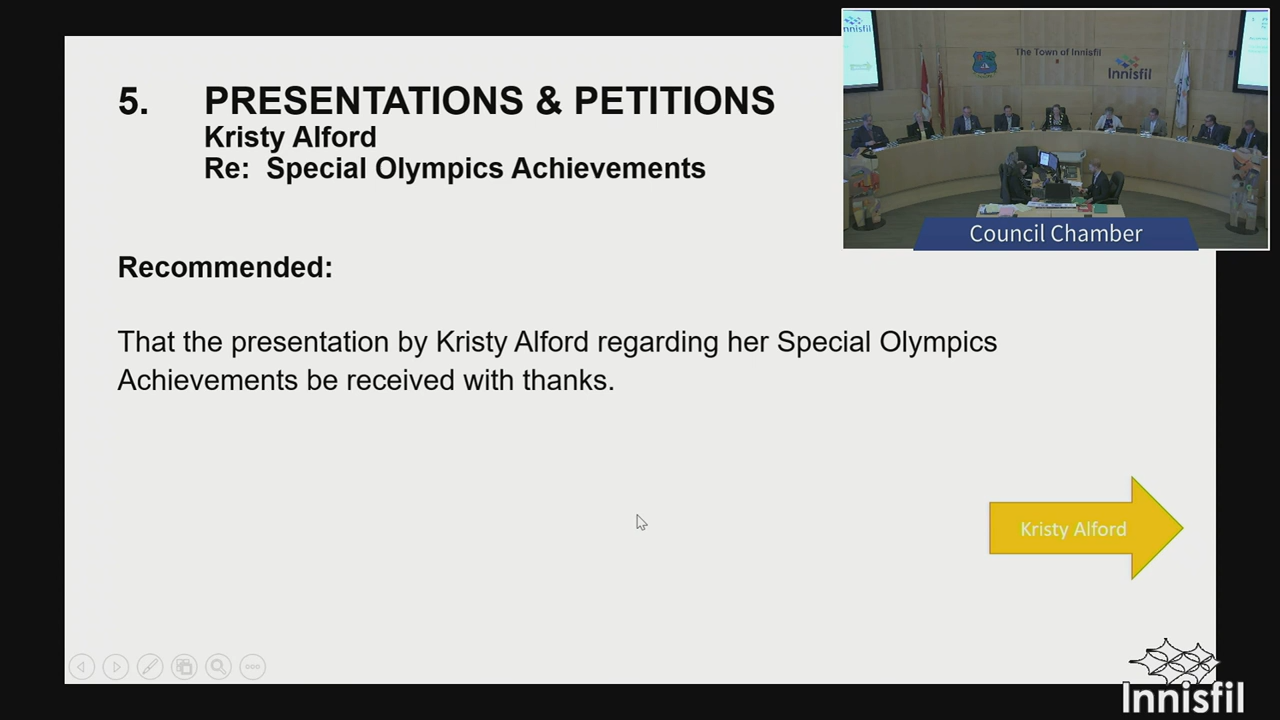 5. PRESENTATIONS & PETITIONS
Kristy Alford
Re: Special Olympics Achievements
Recommended:
That the presentation by Kristy Alford regarding her Special Olympics
Achievements be received with thanks.
Kristy Alford
Innisfil
The Town of Innisfil
Innisfil
Council Chamber
Innisfil